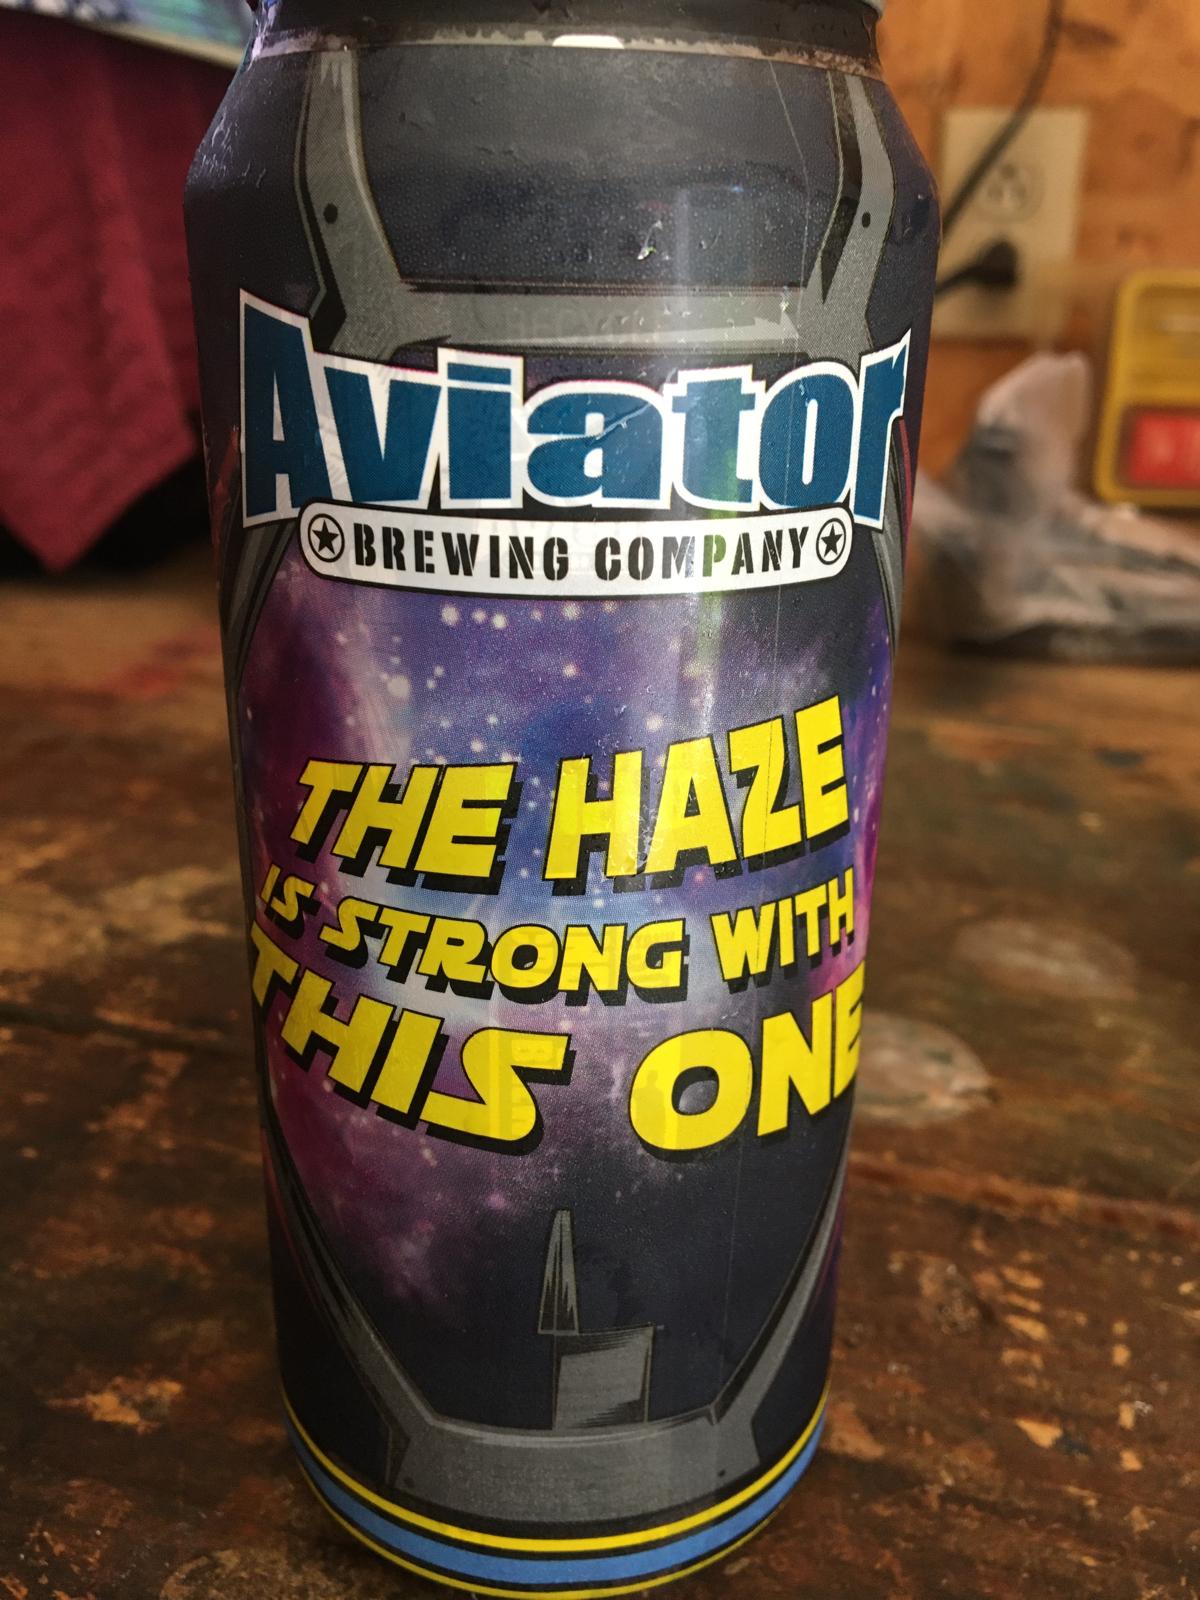 Aviator
BREWING COMPANY
THE HAZE
IS STRONG WITH
THIS ONE